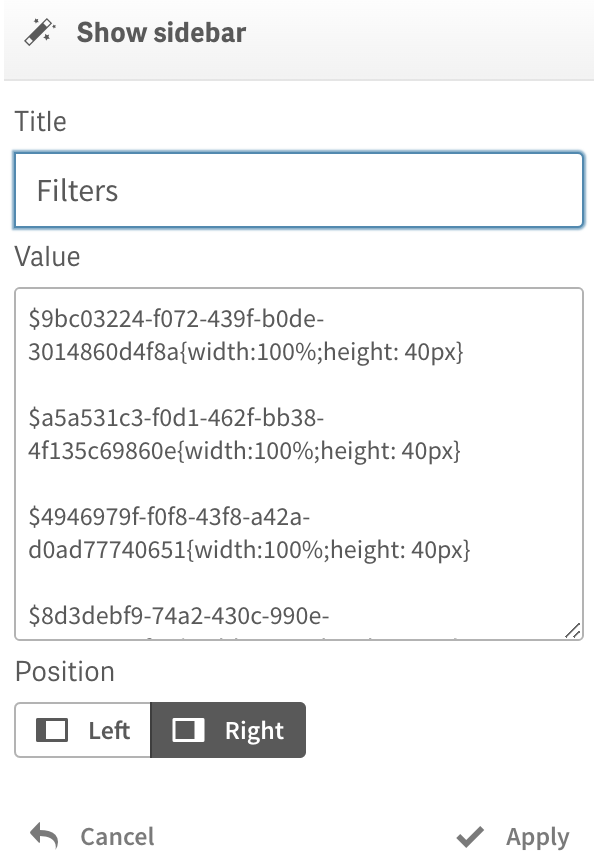 Show sidebar
Title
Filters
Value
$9bc03224-f072-439f-b0de-
3014860d4f8a{width:100%;height: 40px}
$a5a531c3-f0d1-462f-bb38-
4f135c69860e{width:100%;height: 40px}
$4946979f-f0f8-43f8-a42a-
d0ad77740651{width:100%;height: 40px}
$8d3debf9-74a2-430c-990e-
Position
Left
Right
Cancel
Apply